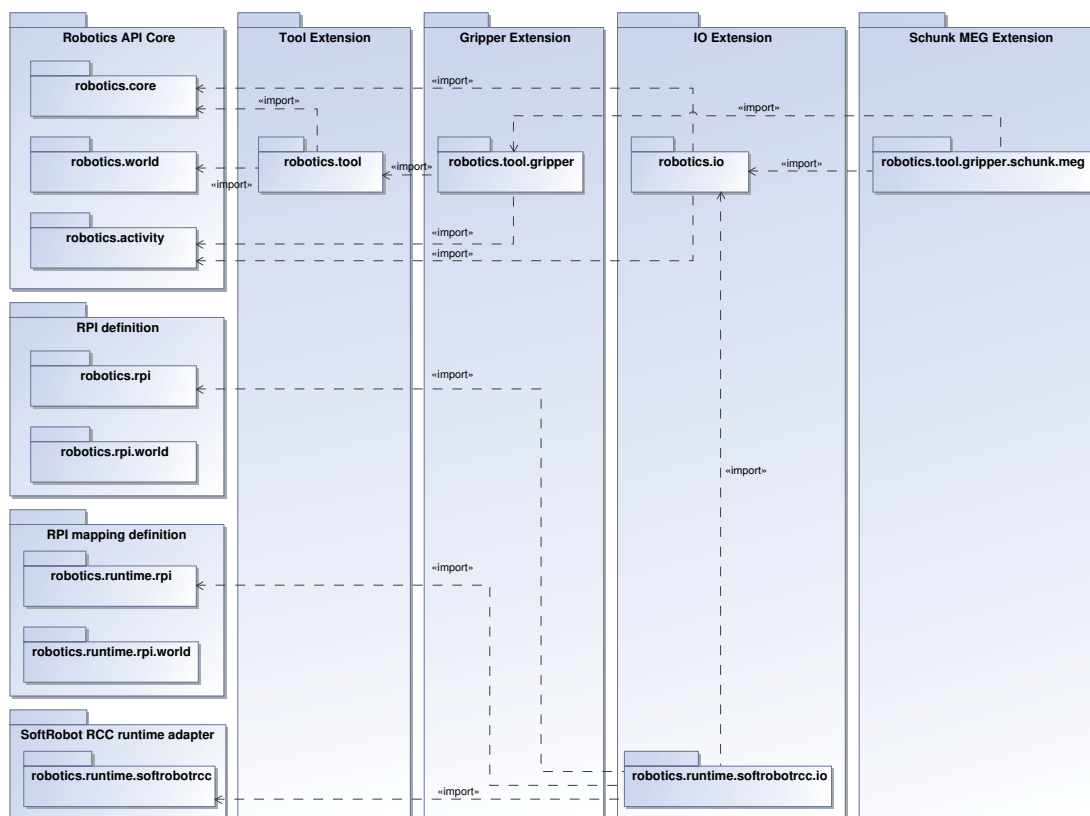 Robotics API Core
Tool Extension
Gripper Extension
IO Extension
Schunk MEG Extension
robotics.core
«import»
«import»
«import»
robotics.world
robotics.tool
robotics.tool.gripper
robotics.io
robotics.tool.gripper.schunk.meg
«import»
«import»
«import»
robotics.activity
«import»
«import»
RPI definition
robotics.rpi
«import»
robotics.rpi.world
«import»
RPI mapping definition
robotics.runtime.rpi
«import»
robotics.runtime.rpi.world
SoftRobot RCC runtime adapter
robotics.runtime.softrobotrcc
robotics.runtime.softrobotrcc.io
«import»